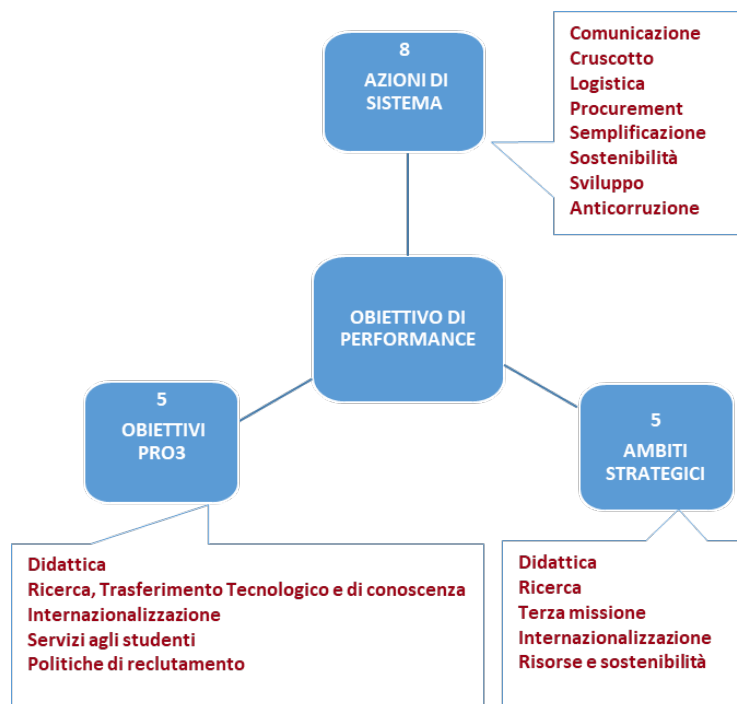 8
AZIONI DI
SISTEMA
Comunicazione
Cruscotto
Logistica
Procurement
Semplificazione
Sostenibilità
Sviluppo
Anticorruzione
OBIETTIVO DI
PERFORMANCE
5
OBIETTIVI
PRO3
5
AMBITI
STRATEGICI
Didattica
Ricerca, Trasferimento Tecnologico e di conoscenza
Internazionalizzazione
Servizi agli studenti
Politiche di reclutamento
Didattica
Ricerca
Terza missione
Internazionalizzazione
Risorse e sostenibilità